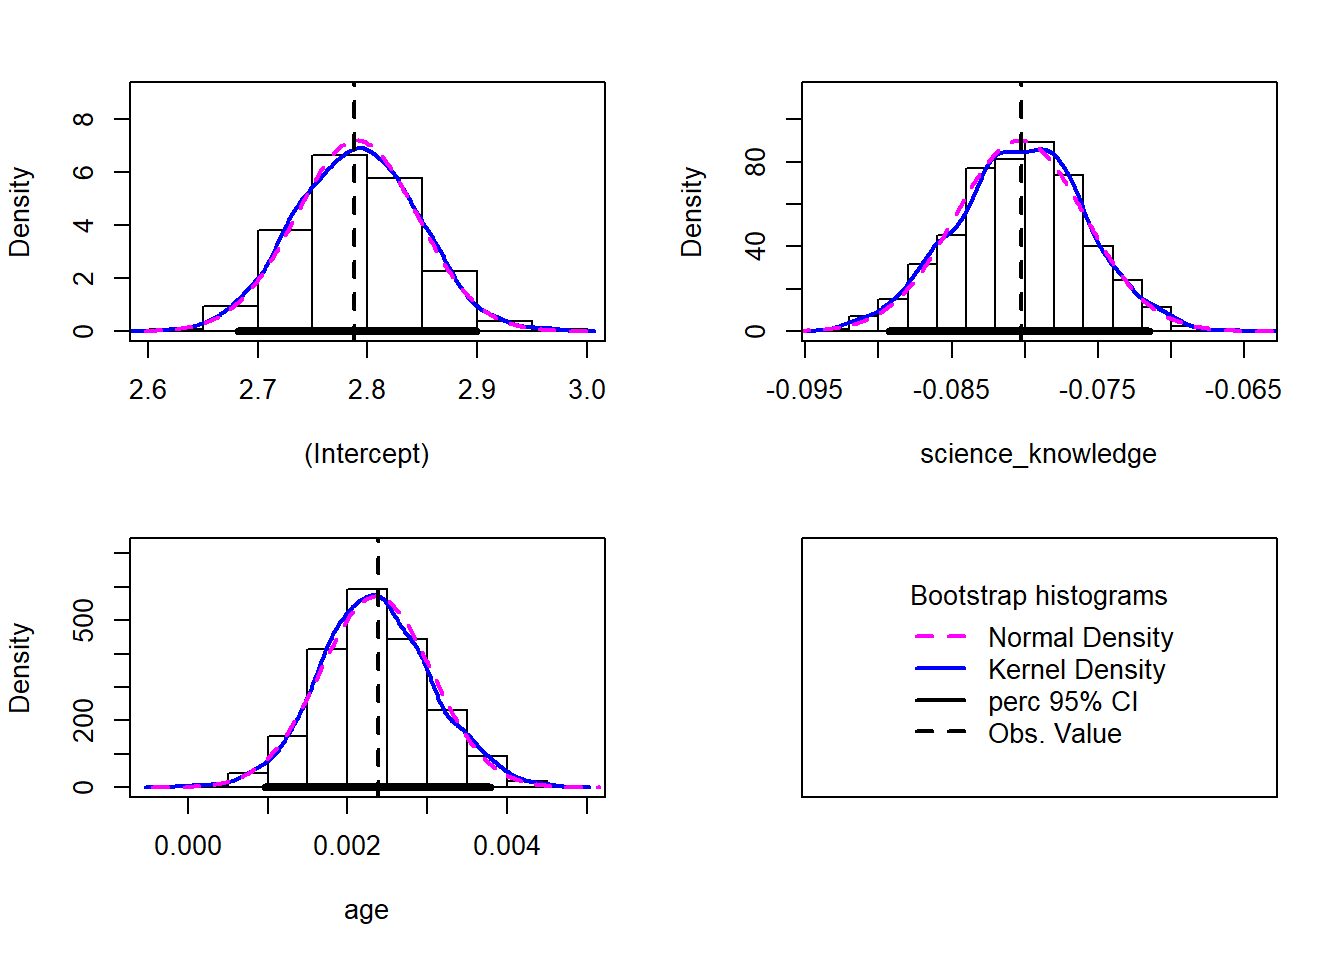 Density
8
6
4
2
0
2.6 2.7 2.8 2.9 3.0
(Intercept)
Density
80
40
0
-0.095 -0.085 -0.075 -0.065
science_knowledge
Density
500
200
0
0.000 0.002 0.004
age
Bootstrap histograms
Normal Density
Kernel Density
perc 95% CI
Obs. Value